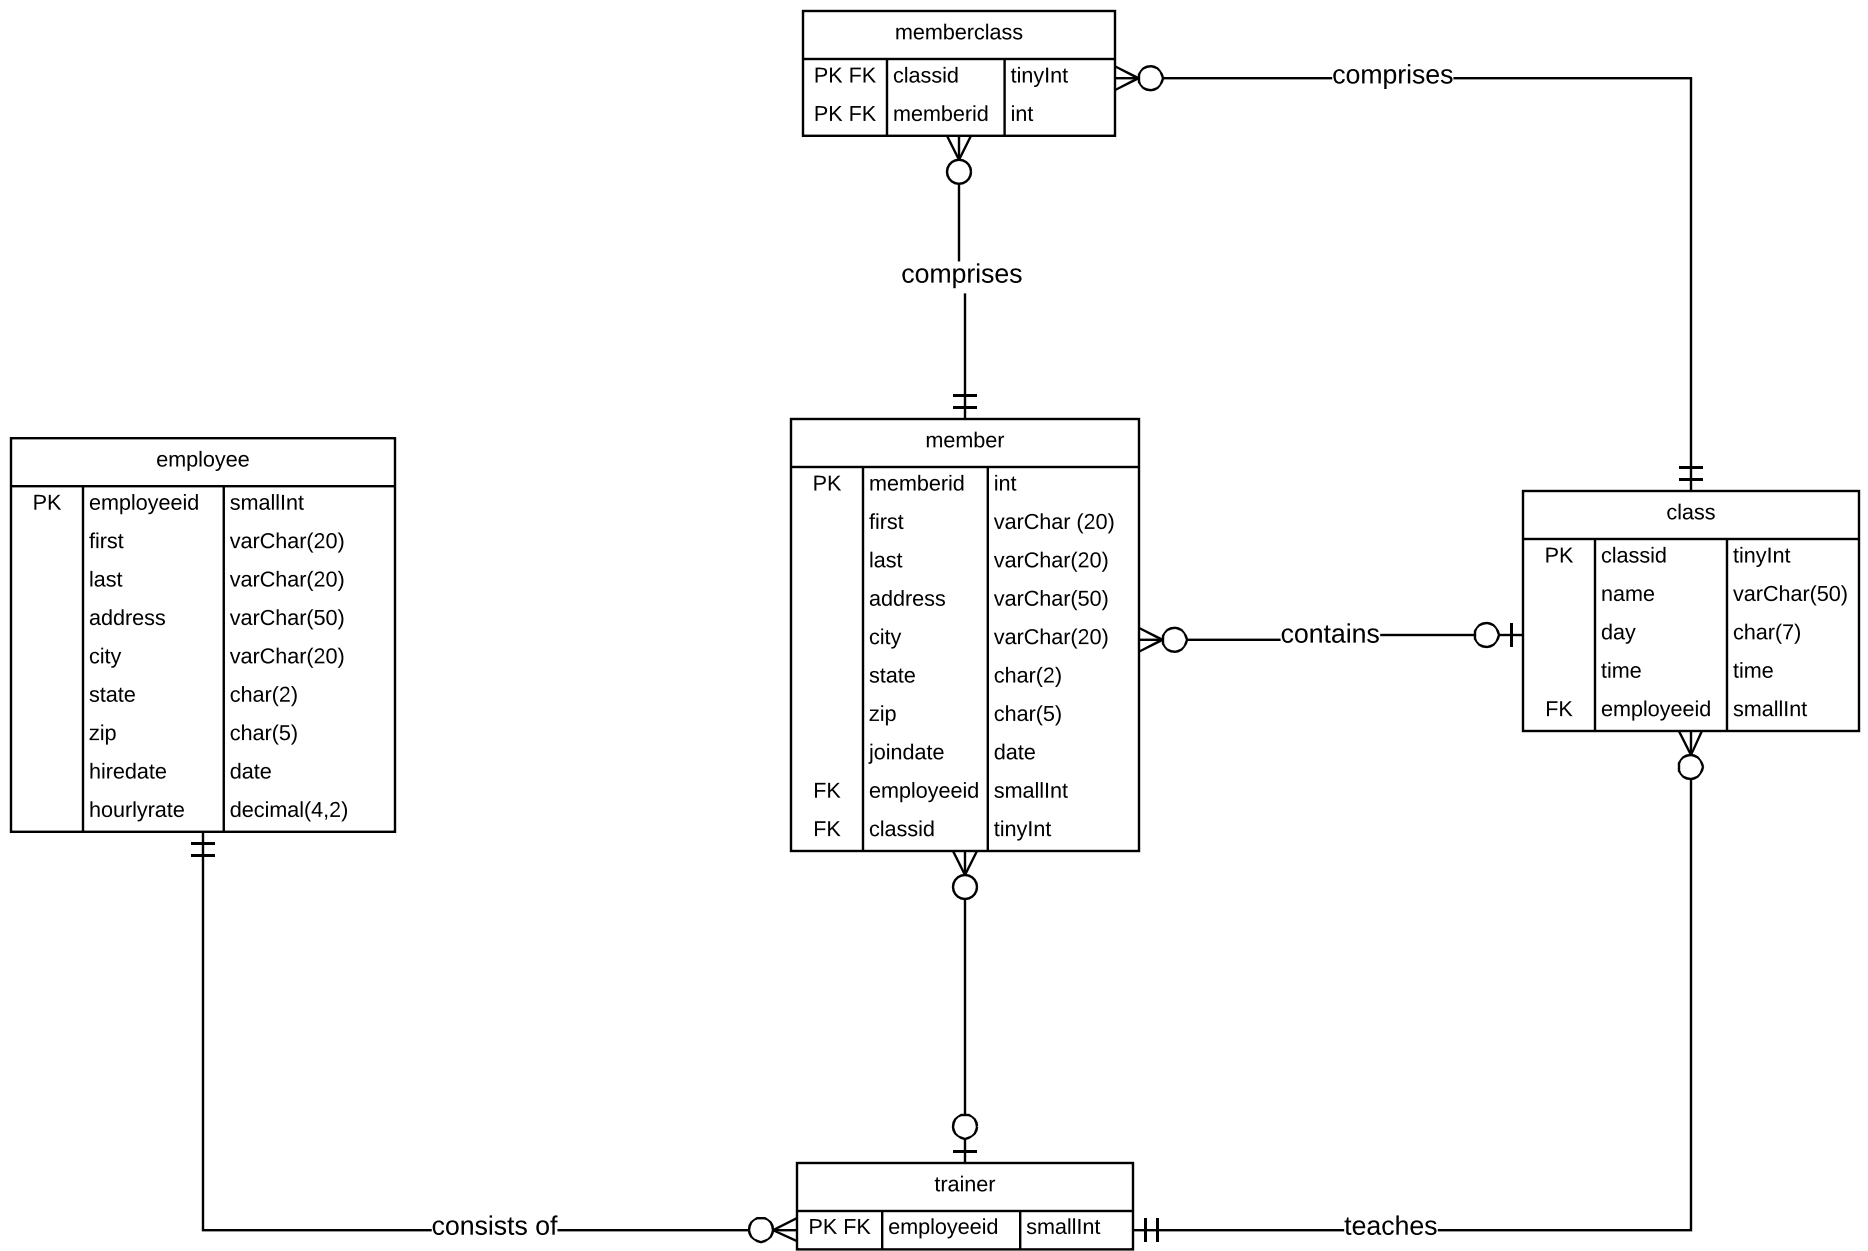 memberclass
PK FK classid tinyInt
PK FK memberid int
comprises
comprises
employee
PK employeeid smallInt
first varChar(20)
last varChar(20)
address varChar(50)
city varChar(20)
state char(2)
zip char(5)
hiredate date
hourlyrate decimal(4,2)
member
PK memberid int
first varChar (20)
last varChar(20)
address varChar(50)
city varChar(20)
state char(2)
zip char(5)
joindate date
FK employeeid smallInt
FK classid tinyInt
contains
class
PK classid tinyInt
name varChar(50)
day char(7)
time time
FK employeeid smallInt
consists of
trainer
PK FK employeeid smallInt
teaches